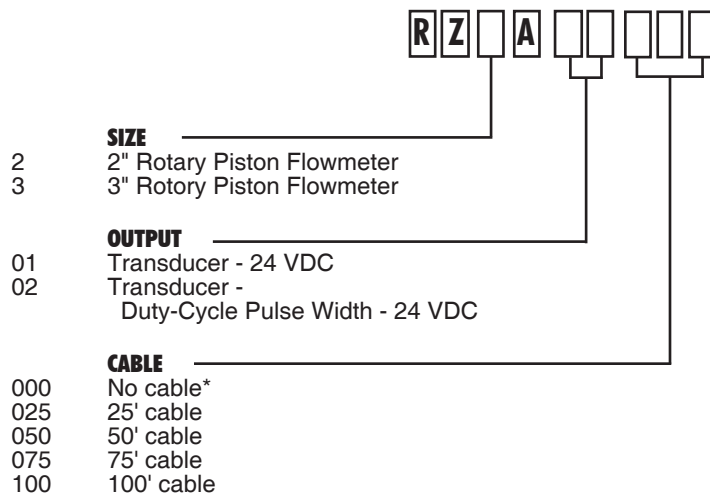 R Z A
SIZE
2 2" Rotary Piston Flowmeter
3 3" Rotory Piston Flowmeter
OUTPUT
01 Transducer - 24 VDC
02 Transducer -
Duty-Cycle Pulse Width - 24 VDC
CABLE
000 No cable*
025 25' cable
050 50' cable
075 75' cable
100 100' cable